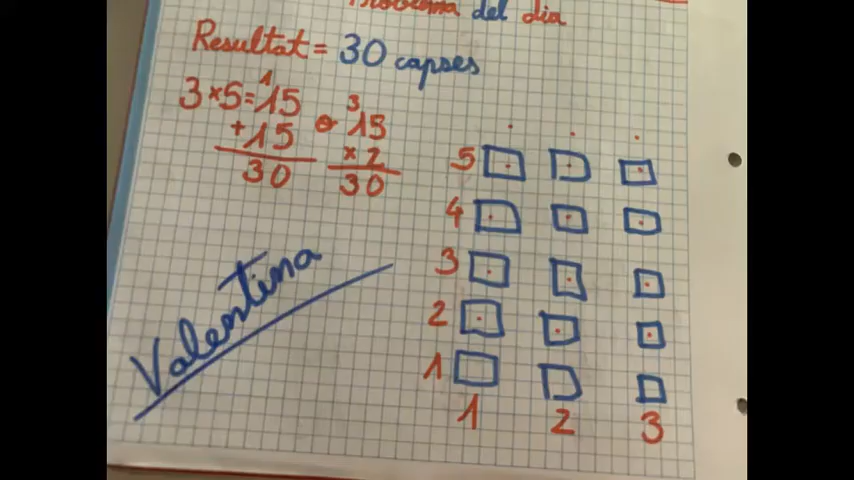 Problema del dia
Resultat = 30 capses
3×5=15
+15
30
o
3
15
×2
30
5
4
3
2
1
1 2 3
Valentina